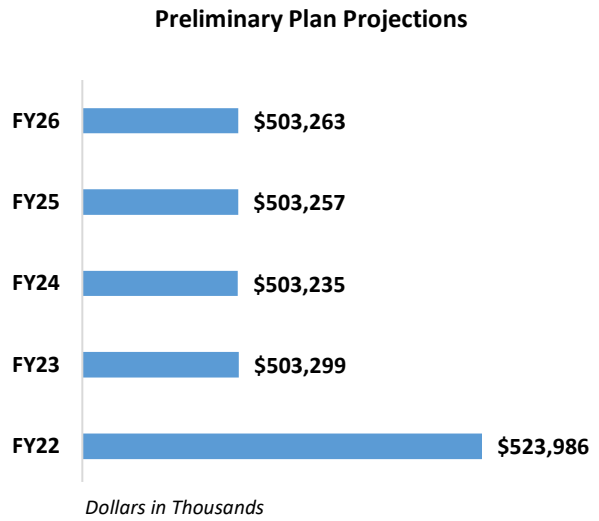 Preliminary Plan Projections
FY26 $503,263
FY25 $503,257
FY24 $503,235
FY23 $503,299
FY22 $523,986
Dollars in Thousands